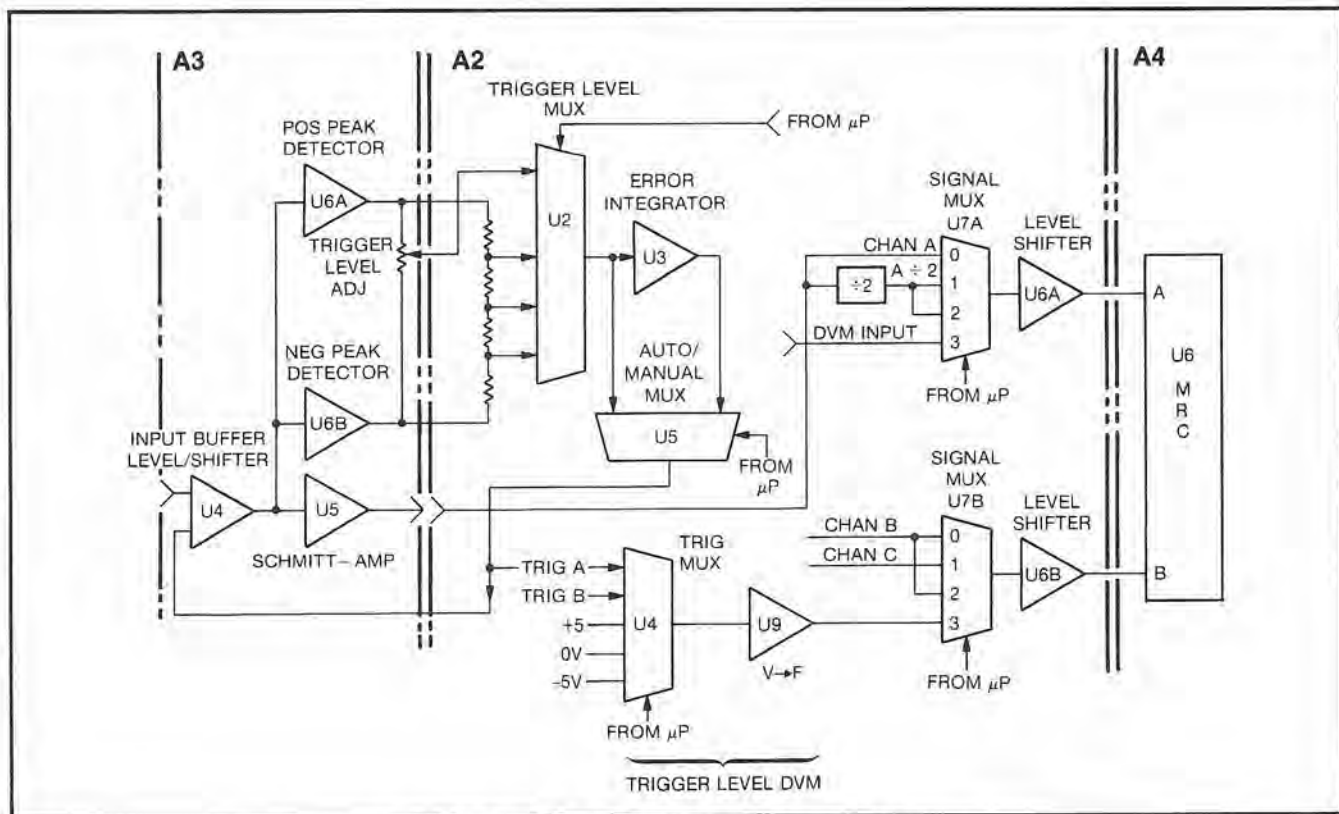 A3
A2
A4
TRIGGER LEVEL
MUX
FROM μP
POS PEAK
DETECTOR
U6A
TRIGGER
LEVEL
ADJ
U2
ERROR
INTEGRATOR
U3
NEG PEAK
DETECTOR
U6B
AUTO/
MANUAL
MUX
U5
FROM
μP
INPUT BUFFER
LEVEL/SHIFTER
U4
U5
SCHMITT–AMP
SIGNAL
MUX
U7A
LEVEL
SHIFTER
CHAN A
A ÷ 2
÷2
DVM INPUT
0
1
2
3
U6A
FROM μP
A
U6
M
R
C
B
SIGNAL
MUX
U7B
LEVEL
SHIFTER
CHAN B
CHAN C
0
1
2
3
U6B
FROM μP
TRIG
MUX
TRIG A
TRIG B
+5
0V
-5V
U4
U9
V→F
FROM μP
TRIGGER LEVEL DVM